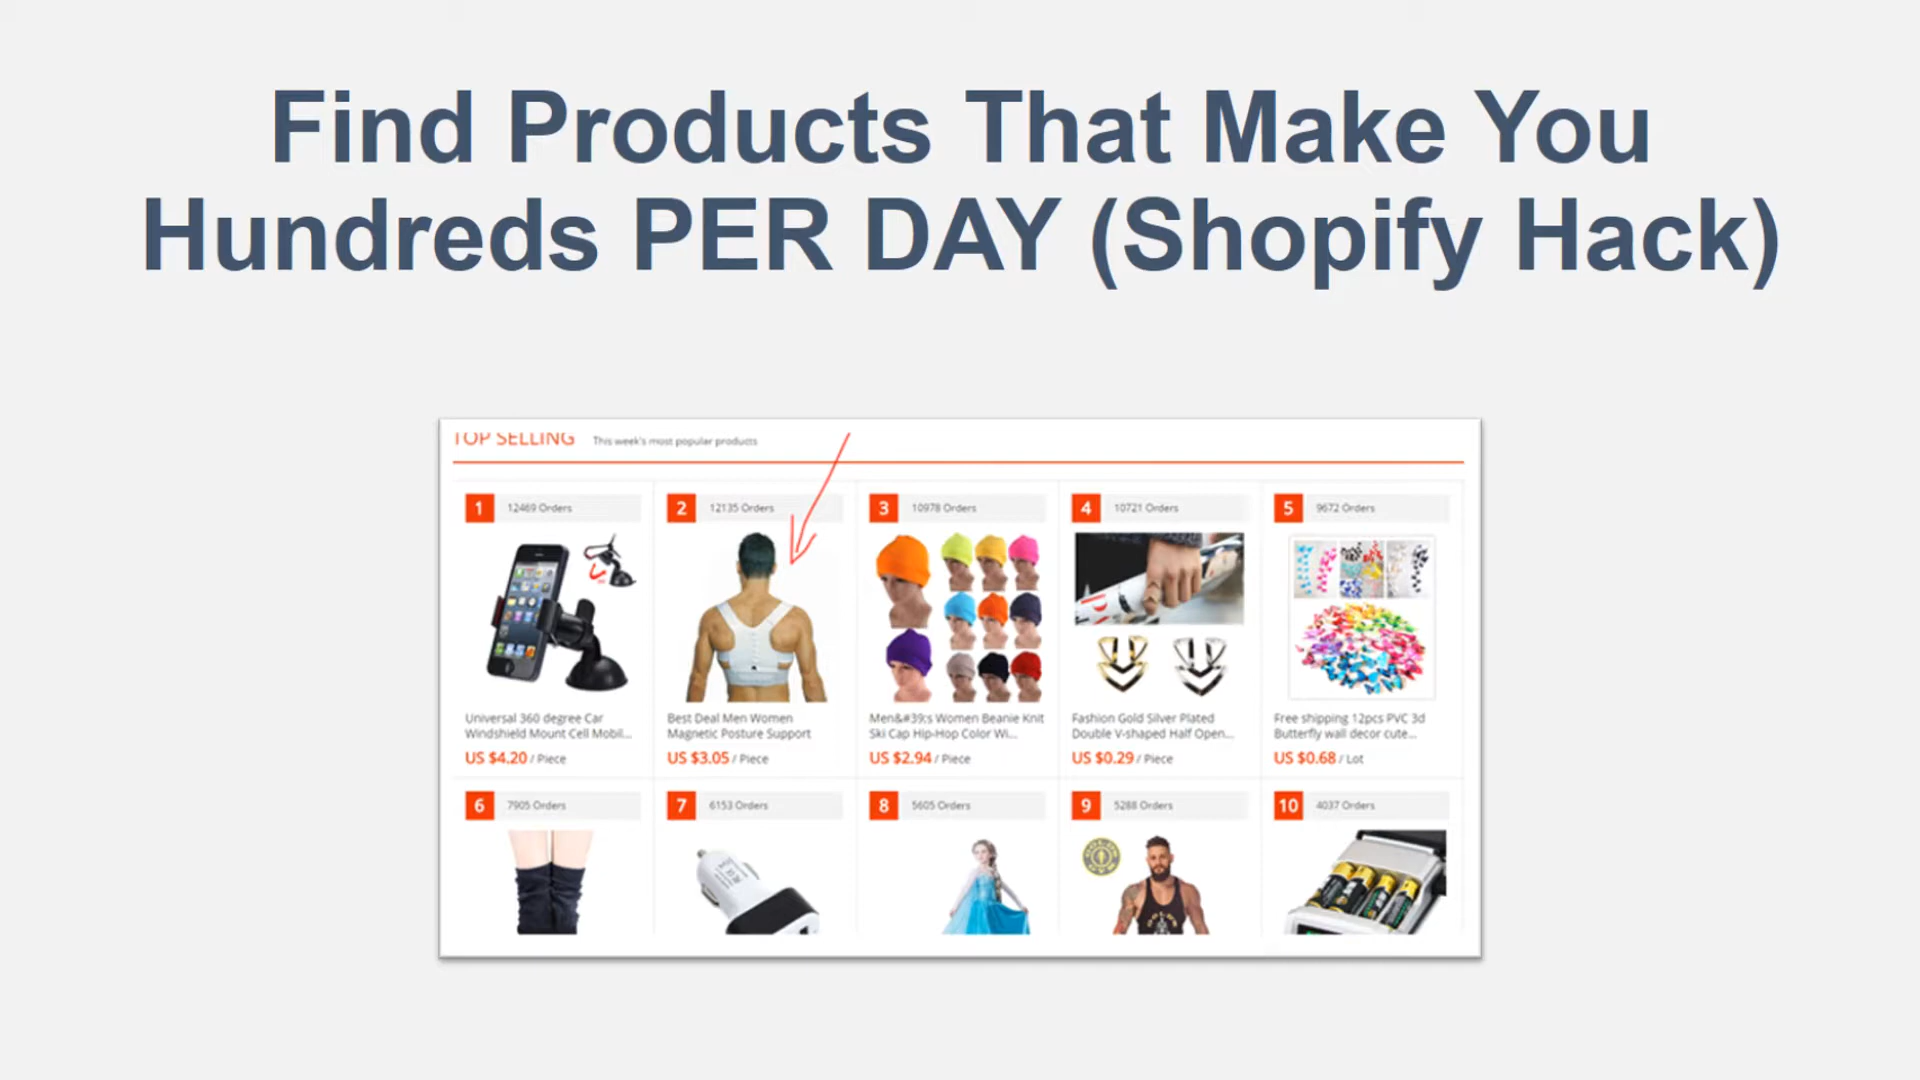 Find Products That Make You
Hundreds PER DAY (Shopify Hack)
TOP SELLING This week's most popular products
1 12469 Orders
2 12135 Orders
3 10978 Orders
4 10721 Orders
5 9672 Orders
Universal 360 degree Car
Windshield Mount Cell Mobil...
US $4.20 / Piece
Best Deal Men Women
Magnetic Posture Support
US $3.05 / Piece
Men&#39;s Women Beanie Knit
Ski Cap Hip-Hop Color Wi...
US $2.94 / Piece
Fashion Gold Silver Plated
Double V-shaped Half Open...
US $0.29 / Piece
Free shipping 12pcs PVC 3d
Butterfly wall decor cute...
US $0.68 / Lot
6 7905 Orders
7 6153 Orders
8 5605 Orders
9 5288 Orders
10 4037 Orders